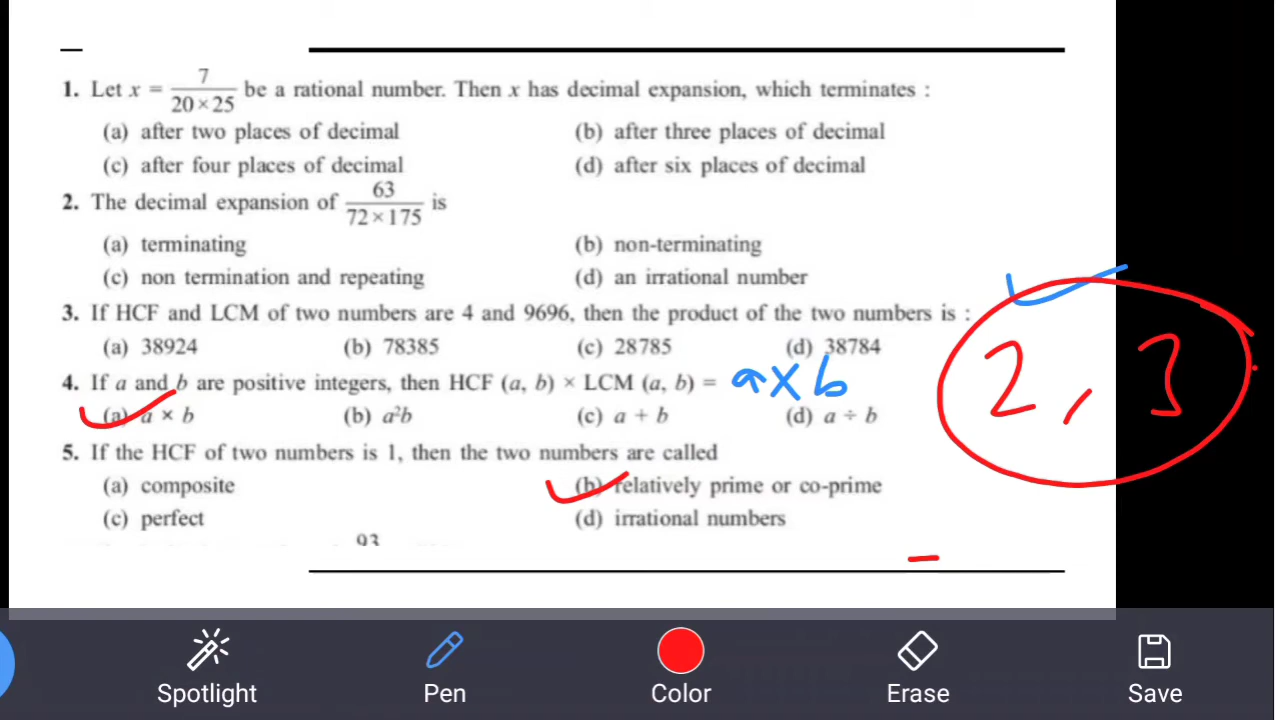 1. Let x = 7/20 × 25 be a rational number. Then x has decimal expansion, which terminates :
(a) after two places of decimal (b) after three places of decimal
(c) after four places of decimal (d) after six places of decimal
2. The decimal expansion of 63/72 × 175 is
(a) terminating (b) non-terminating
(c) non termination and repeating (d) an irrational number
3. If HCF and LCM of two numbers are 4 and 9696, then the product of the two numbers is :
(a) 38924 (b) 78385 (c) 28785 (d) 38784
4. If a and b are positive integers, then HCF (a, b) × LCM (a, b) = a×b
(a) a × b (b) a²b (c) a + b (d) a ÷ b
2, 3
5. If the HCF of two numbers is 1, then the two numbers are called
(a) composite (b) relatively prime or co-prime
(c) perfect (d) irrational numbers
93
Spotlight Pen Color Erase Save